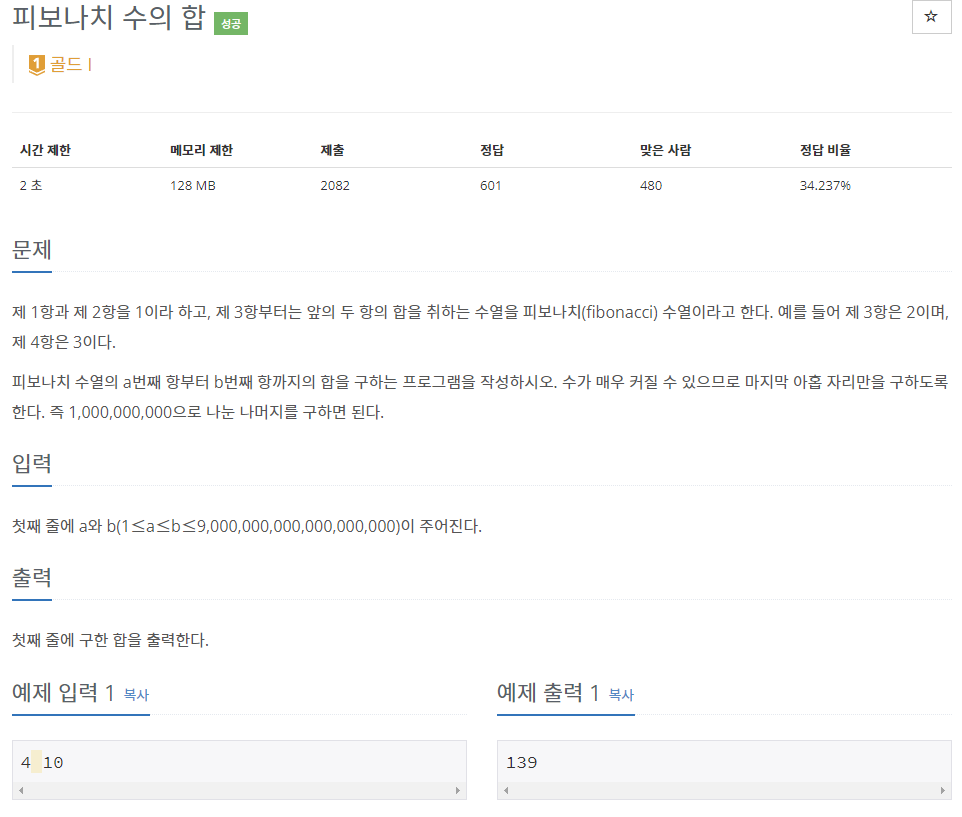 피보나치 수의 합 성공
☆
1 골드 I
시간 제한 메모리 제한 제출 정답 맞은 사람 정답 비율
2 초 128 MB 2082 601 480 34.237%
문제
제 1항과 제 2항을 1이라 하고, 제 3항부터는 앞의 두 항의 합을 취하는 수열을 피보나치(fibonacci) 수열이라고 한다. 예를 들어 제 3항은 2이며,
제 4항은 3이다.
피보나치 수열의 a번째 항부터 b번째 항까지의 합을 구하는 프로그램을 작성하시오. 수가 매우 커질 수 있으므로 마지막 아홉 자리만을 구하도록
한다. 즉 1,000,000,000으로 나눈 나머지를 구하면 된다.
입력
첫째 줄에 a와 b(1≤a≤b≤9,000,000,000,000,000,000)이 주어진다.
출력
첫째 줄에 구한 합을 출력한다.
예제 입력 1 복사
4 10
예제 출력 1 복사
139